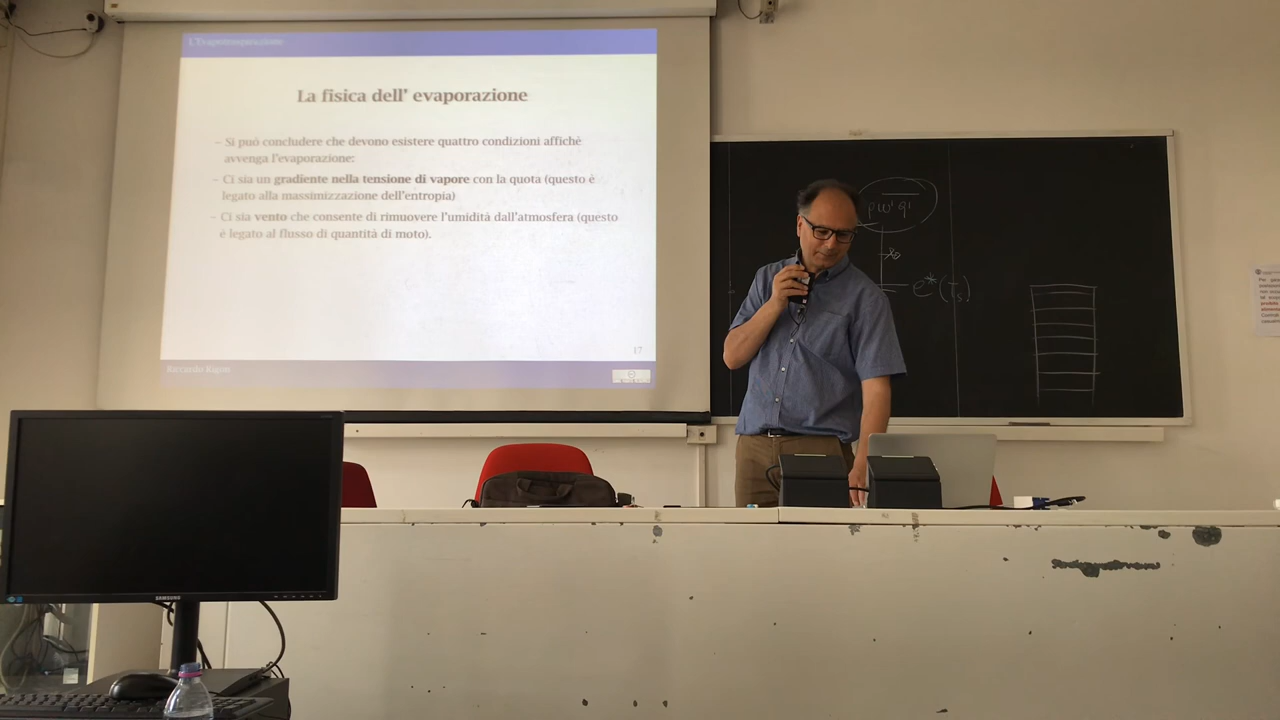 L'Evapotraspirazione
La fisica dell' evaporazione
– Si può concludere che devono esistere quattro condizioni affichè
avvenga l'evaporazione:
– Ci sia un gradiente nella tensione di vapore con la quota (questo è
legato alla massimizzazione dell'entropia)
– Ci sia vento che consente di rimuovere l'umidità dall'atmosfera (questo
è legato al flusso di quantità di moto).
17
Riccardo Rigon
ρw'q'
e*(Ts)
SAMSUNG